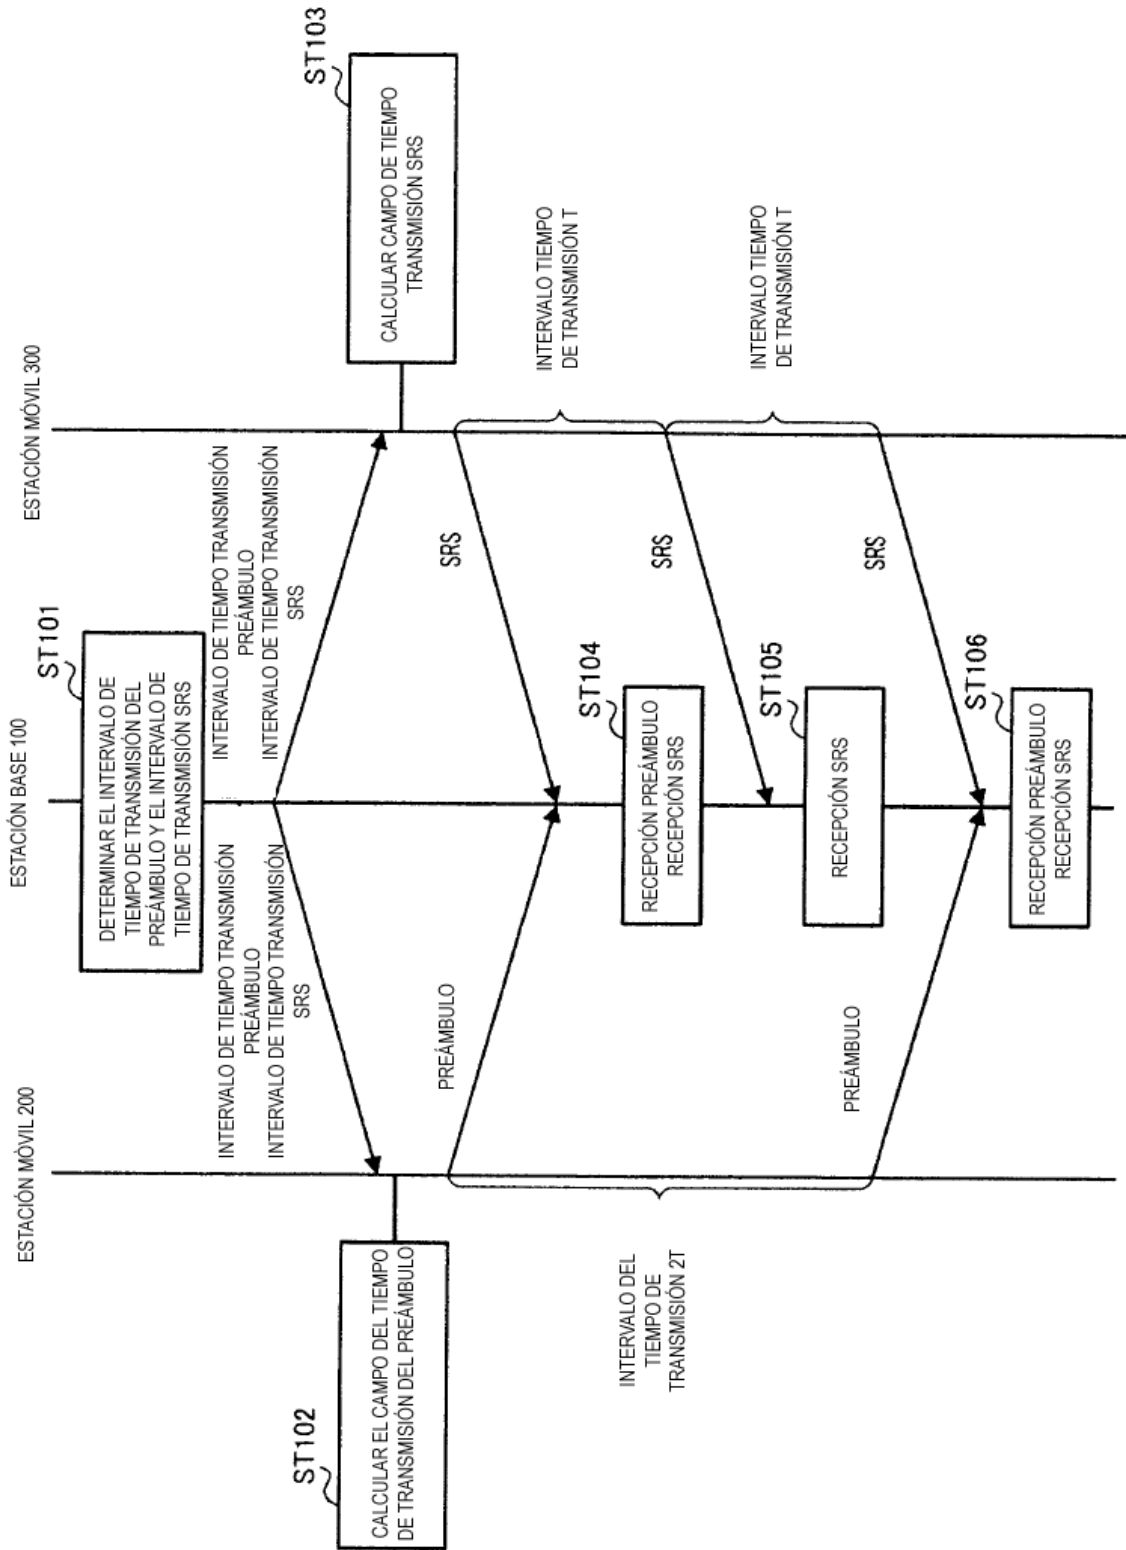 ESTACIÓN MÓVIL 200
ESTACIÓN BASE 100
ESTACIÓN MÓVIL 300
ST101
DETERMINAR EL INTERVALO DE
TIEMPO DE TRANSMISIÓN DEL
PREÁMBULO Y EL INTERVALO DE
TIEMPO DE TRANSMISIÓN SRS
INTERVALO DE TIEMPO TRANSMISIÓN
PREÁMBULO
INTERVALO DE TIEMPO TRANSMISIÓN
SRS
INTERVALO DE TIEMPO TRANSMISIÓN
PREÁMBULO
INTERVALO DE TIEMPO TRANSMISIÓN
SRS
ST102
CALCULAR EL CAMPO DEL TIEMPO
DE TRANSMISIÓN DEL PREÁMBULO
ST103
CALCULAR CAMPO DE TIEMPO
TRANSMISIÓN SRS
PREÁMBULO
SRS
INTERVALO TIEMPO
DE TRANSMISIÓN T
ST104
RECEPCIÓN PREÁMBULO
RECEPCIÓN SRS
INTERVALO DEL
TIEMPO DE
TRANSMISIÓN 2T
SRS
INTERVALO TIEMPO
DE TRANSMISIÓN T
ST105
RECEPCIÓN SRS
PREÁMBULO
SRS
ST106
RECEPCIÓN PREÁMBULO
RECEPCIÓN SRS